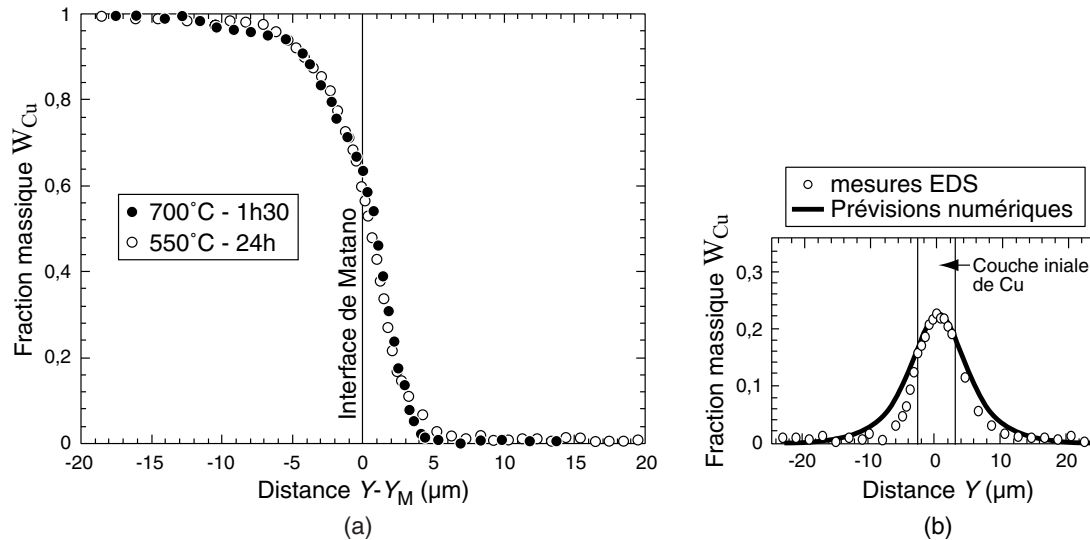 1
0,8
0,6
0,4
0,2
0
Fraction massique W_Cu
700°C - 1h30
550°C - 24h
Interface de Matano
-20 -15 -10 -5 0 5 10 15 20
Distance Y-Y_M (µm)
(a)
mesures EDS
Prévisions numériques
Couche iniale
de Cu
0,3
0,2
0,1
0
Fraction massique W_Cu
-20 -10 0 10 20
Distance Y (µm)
(b)